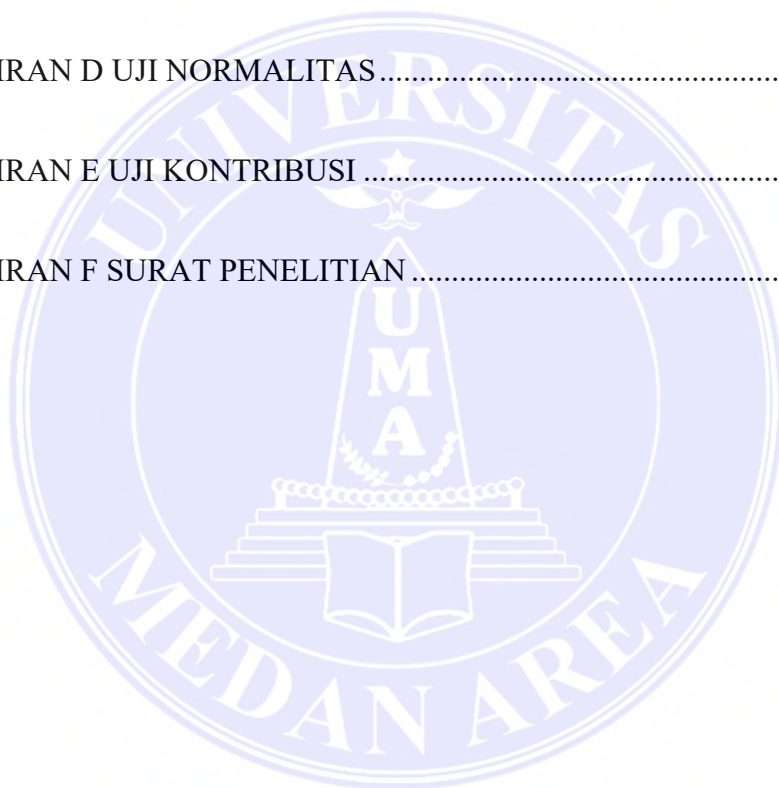 IRAN D UJI NORMALITAS................................................................
IRAN E UJI KONTRIBUSI ................................................................
IRAN F SURAT PENELITIAN ................................................................
UNIVERSITAS
UMA
MEDAN AREA